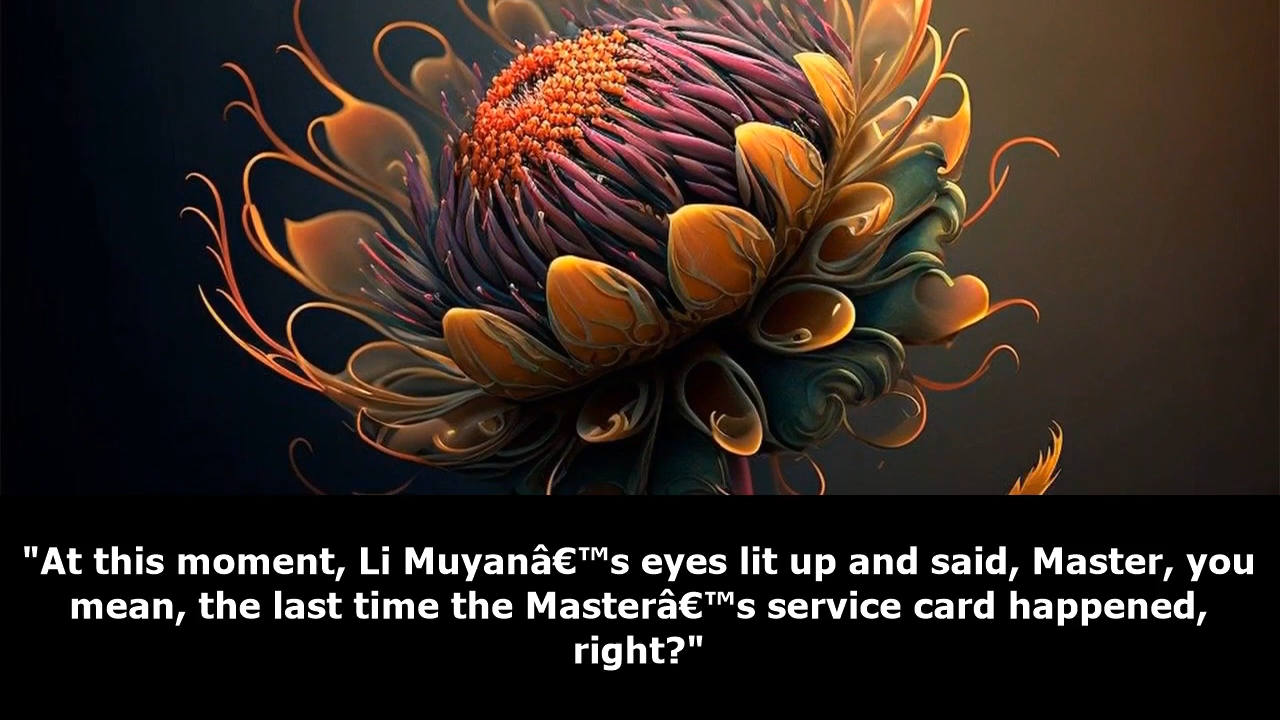 "At this moment, Li Muyanâ€™s eyes lit up and said, Master, you
mean, the last time the Masterâ€™s service card happened,
right?"